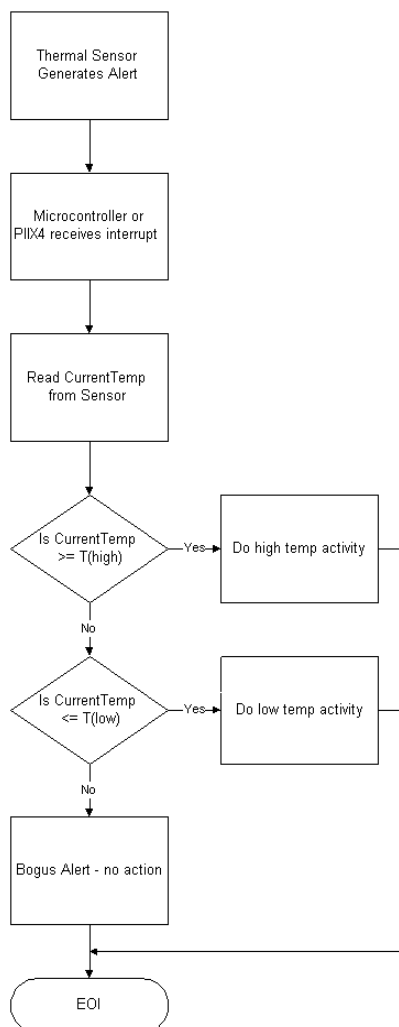 Thermal Sensor
Generates Alert
Microcontroller or
PIIX4 receives interrupt
Read CurrentTemp
from Sensor
Is CurrentTemp
>= T(high)
Yes
Do high temp activity
No
Is CurrentTemp
<= T(low)
Yes
Do low temp activity
No
Bogus Alert - no action
EOI